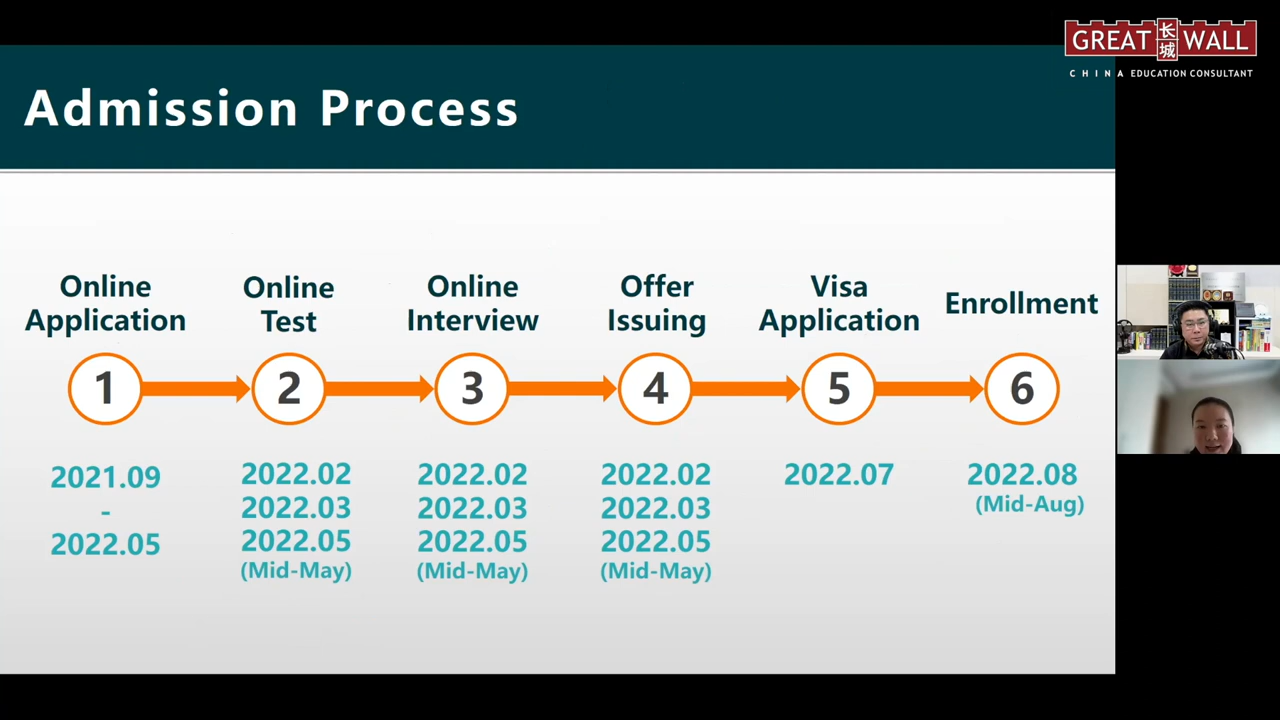 GREAT 长城 WALL
CHINA EDUCATION CONSULTANT
Admission Process
Online
Application
1
2021.09
-
2022.05
Online
Test
2
2022.02
2022.03
2022.05
(Mid-May)
Online
Interview
3
2022.02
2022.03
2022.05
(Mid-May)
Offer
Issuing
4
2022.02
2022.03
2022.05
(Mid-May)
Visa
Application
5
2022.07
Enrollment
6
2022.08
(Mid-Aug)